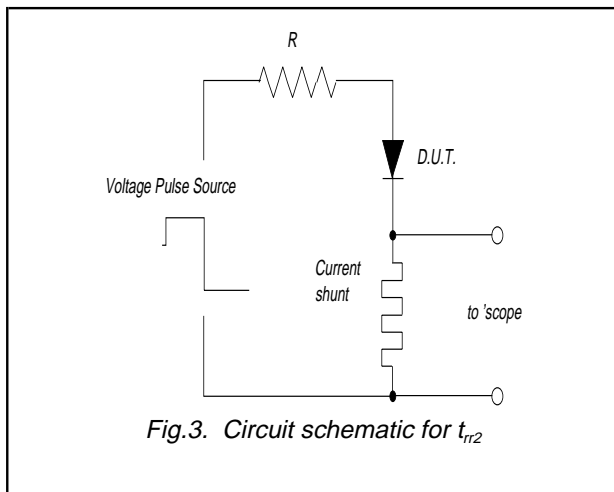 R
D.U.T.
Voltage Pulse Source
Current
shunt
to 'scope
Fig.3. Circuit schematic for trr2